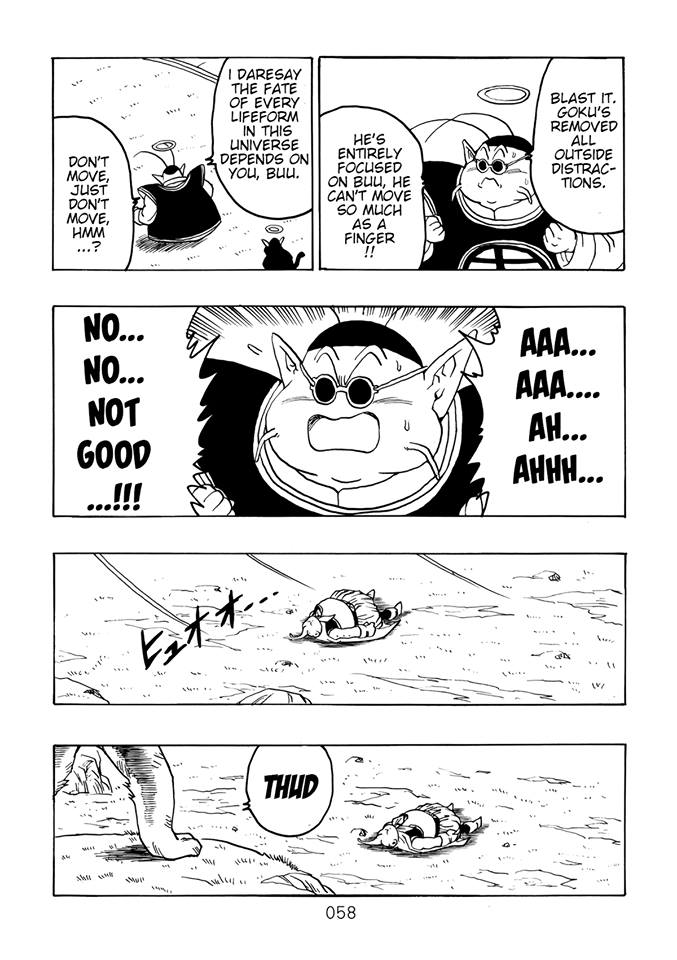 BLAST IT.
GOKU'S
REMOVED
ALL
OUTSIDE
DISTRAC-
TIONS.
HE'S
ENTIRELY
FOCUSED
ON BUU, HE
CAN'T MOVE
SO MUCH
AS A
FINGER
!!
I DARESAY
THE FATE
OF EVERY
LIFEFORM
IN THIS
UNIVERSE
DEPENDS ON
YOU, BUU.
DON'T
MOVE,
JUST
DON'T
MOVE,
HMM
...?
AAA...
AAA....
AH...
AHHH...
NO...
NO...
NOT
GOOD
...!!!
ヒュオオ...
THUD
058